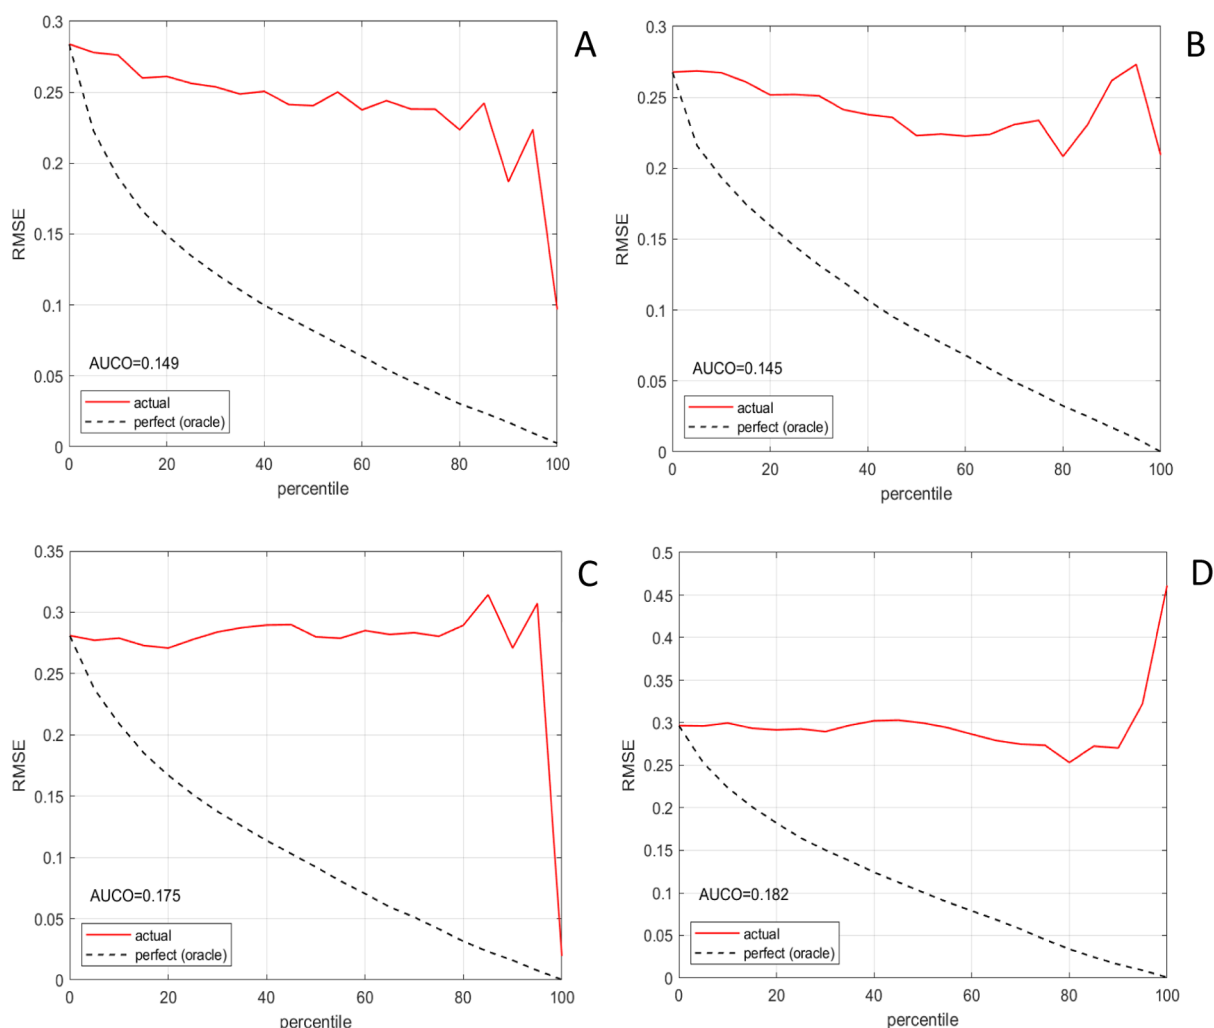 A
0.3
0.25
0.2
0.15
0.1
0.05
0
RMSE
AUCO=0.149
actual
perfect (oracle)
0 20 40 60 80 100
percentile
B
0.3
0.25
0.2
0.15
0.1
0.05
0
RMSE
AUCO=0.145
actual
perfect (oracle)
0 20 40 60 80 100
percentile
C
0.35
0.3
0.25
0.2
0.15
0.1
0.05
0
RMSE
AUCO=0.175
actual
perfect (oracle)
0 20 40 60 80 100
percentile
D
0.5
0.45
0.4
0.35
0.3
0.25
0.2
0.15
0.1
0.05
0
RMSE
AUCO=0.182
actual
perfect (oracle)
0 20 40 60 80 100
percentile